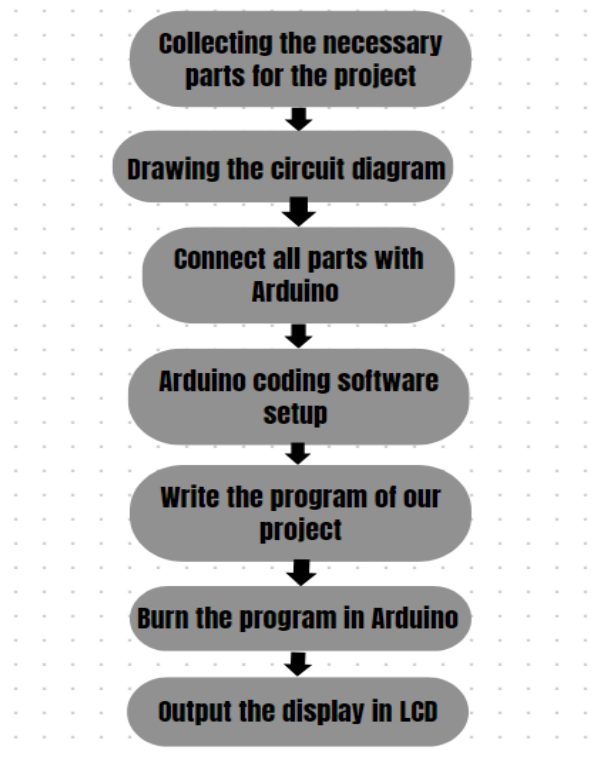 Collecting the necessary
parts for the project
Drawing the circuit diagram
Connect all parts with
Arduino
Arduino coding software
setup
Write the program of our
project
Burn the program in Arduino
Output the display in LCD